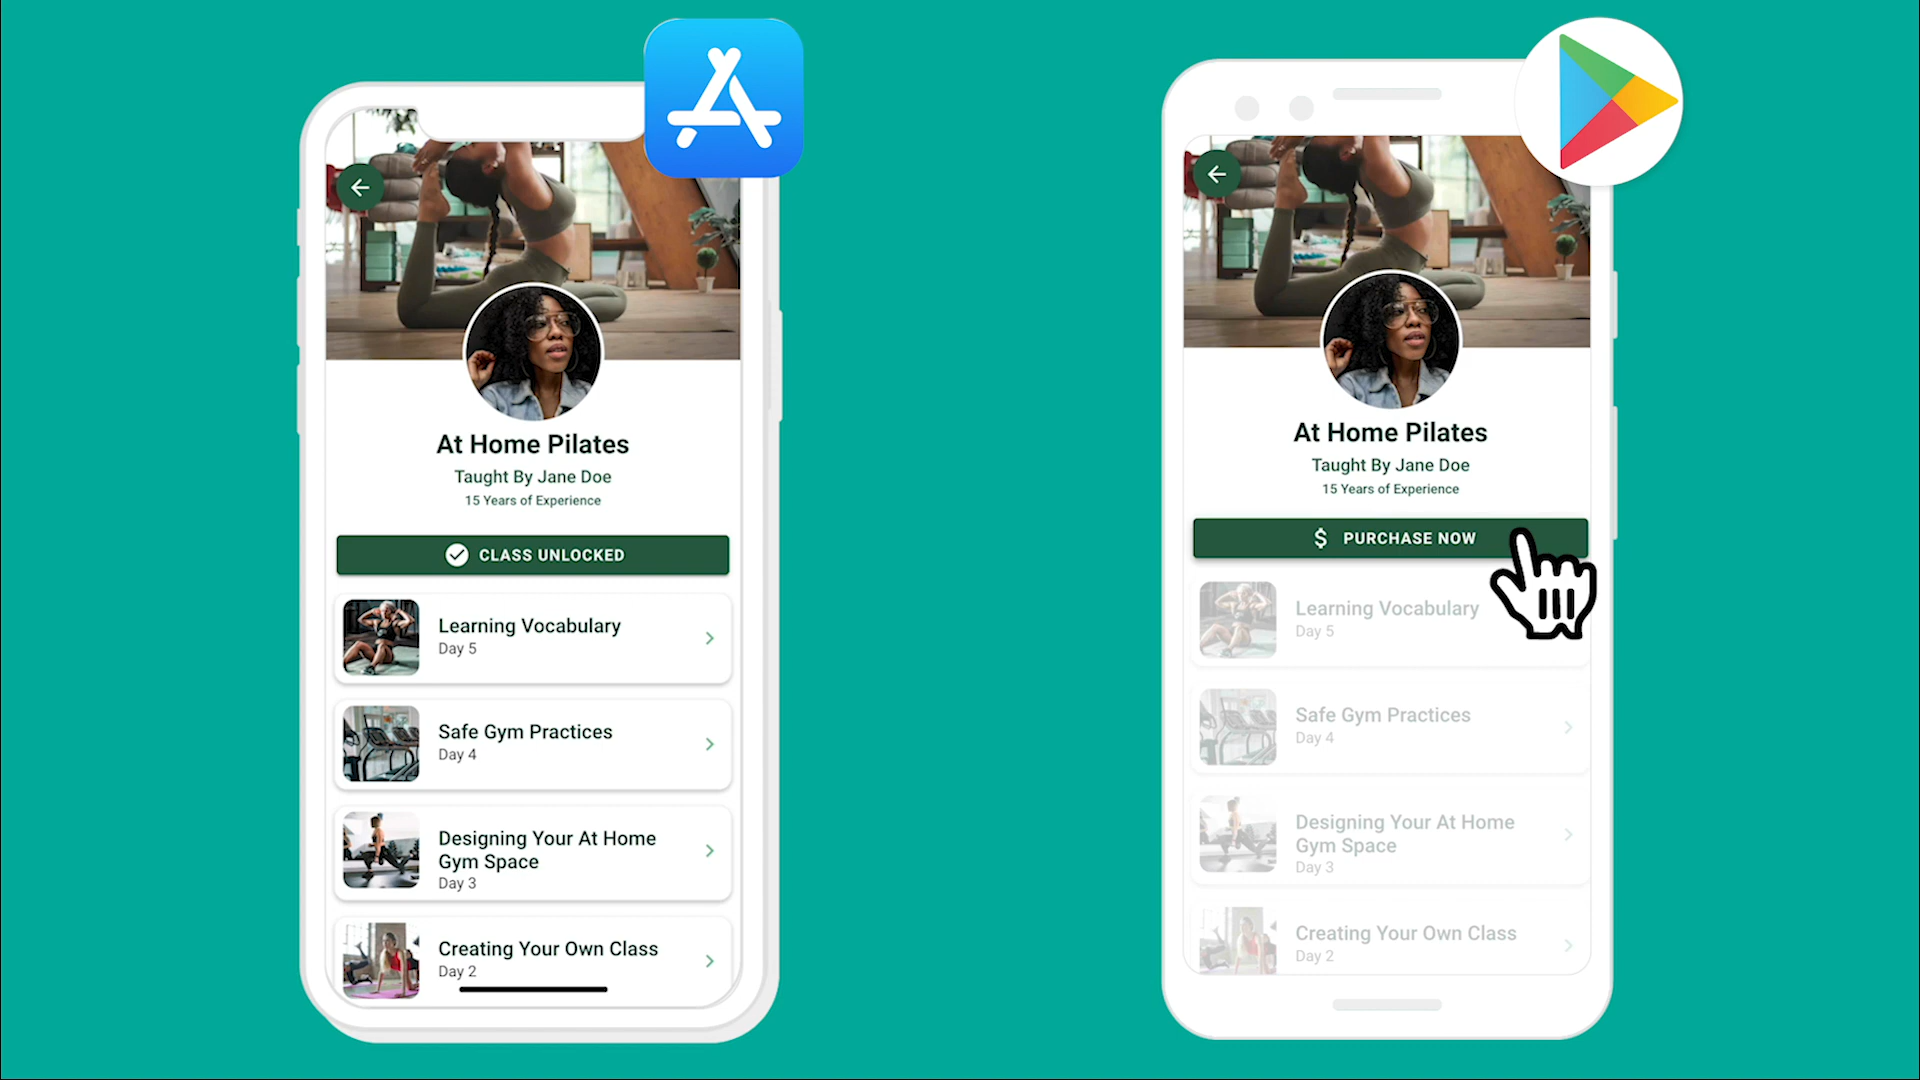 At Home Pilates
Taught By Jane Doe
15 Years of Experience
CLASS UNLOCKED
Learning Vocabulary
Day 5
Safe Gym Practices
Day 4
Designing Your At Home
Gym Space
Day 3
Creating Your Own Class
Day 2
At Home Pilates
Taught By Jane Doe
15 Years of Experience
$ PURCHASE NOW
Learning Vocabulary
Day 5
Safe Gym Practices
Day 4
Designing Your At Home
Gym Space
Day 3
Creating Your Own Class
Day 2